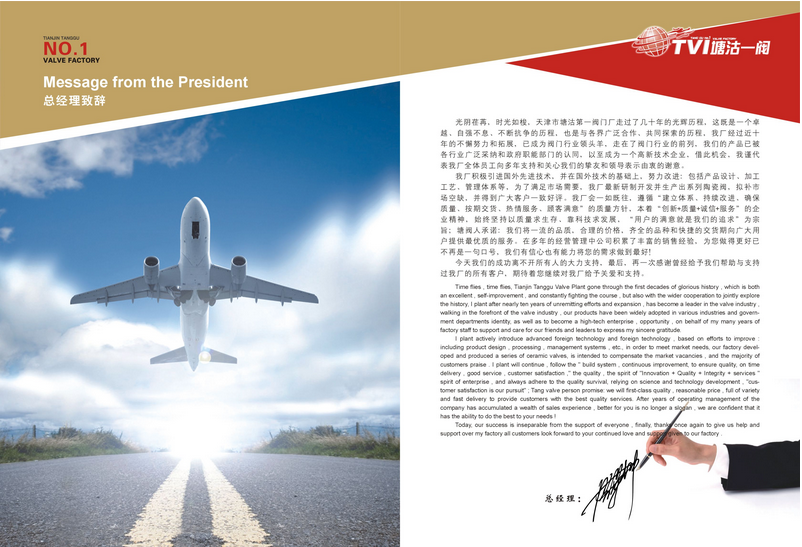 TIANJIN TANGGU
NO.1
VALVE FACTORY
Message from the President
总经理致辞
TVI塘沽一阀
光阴荏苒，时光如梭，天津市塘沽第一阀门厂走过了几十年的光辉历程，这既是一个卓
越、自强不息、不断抗争的历程，也是与各界广泛合作、共同探索的历程，我厂经过近十
年的不懈努力和拓展，已成为阀门行业领头羊，走在了阀门行业的前列，我们的产品已被
各行业广泛采纳和政府职能部门的认同，以至成为一个高新技术企业，借此机会，我谨代
表我厂全体员工向多年支持和关心我们的挚友和领导表示由衷的谢意。
我厂积极引进国外先进技术，并在国外技术的基础上，努力改进：包括产品设计、加工
工艺、管理体系等，为了满足市场需要，我厂最新研制开发并生产出系列陶瓷阀，拟补市
场空缺，并得到广大客户一致好评。我厂会一如既往，遵循“建立体系、持续改进，确保
质量、按期交货、热情服务、顾客满意”的质量方针，本着“创新+质量+诚信+服务”的企
业精神，始终坚持以质量求生存、靠科技求发展，“用户的满意就是我们的追求”为宗
旨；塘阀人承诺：我们将一流的品质、合理的价格、齐全的品种和快捷的交货期向广大用
户提供最优质的服务。在多年的经营管理中公司积累了丰富的销售经验，为您做得更好已
不再是一句口号，我们有信心也有能力将您的需求做到最好！
今天我们的成功离不开所有人的大力支持，最后，再一次感谢曾经给予我们帮助与支持
过我厂的所有客户，期待着您继续对我厂给予关爱和支持。
Time flies , time flies, Tianjin Tanggu Valve Plant gone through the first decades of glorious history , which is both
an excellent , self-improvement , and constantly fighting the course , but also with the wider cooperation to jointly explore
the history, I plant after nearly ten years of unremitting efforts and expansion , has become a leader in the valve industry ,
walking in the forefront of the valve industry , our products have been widely adopted in various industries and govern-
ment departments identity, as well as to become a high-tech enterprise , opportunity , on behalf of my many years of
factory staff to support and care for our friends and leaders to express my sincere gratitude.
I plant actively introduce advanced foreign technology and foreign technology , based on efforts to improve :
including product design , processing , management systems , etc., in order to meet market needs, our factory devel-
oped and produced a series of ceramic valves, is intended to compensate the market vacancies , and the majority of
customers praise . I plant will continue , follow the " build system , continuous improvement, to ensure quality, on time
delivery , good service , customer satisfaction ," the quality , the spirit of "Innovation + Quality + Integrity + services "
spirit of enterprise , and always adhere to the quality survival, relying on science and technology development , "cus-
tomer satisfaction is our pursuit" ; Tang valve person promise: we will first-class quality , reasonable price , full of variety
and fast delivery to provide customers with the best quality services. After years of operating management of the
company has accumulated a wealth of sales experience , better for you is no longer a slogan , we are confident that it
has the ability to do the best to your needs !
Today, our success is inseparable from the support of everyone , finally, thanks once again to give us help and
support over my factory all customers look forward to your continued love and support given to our factory .
总经理：